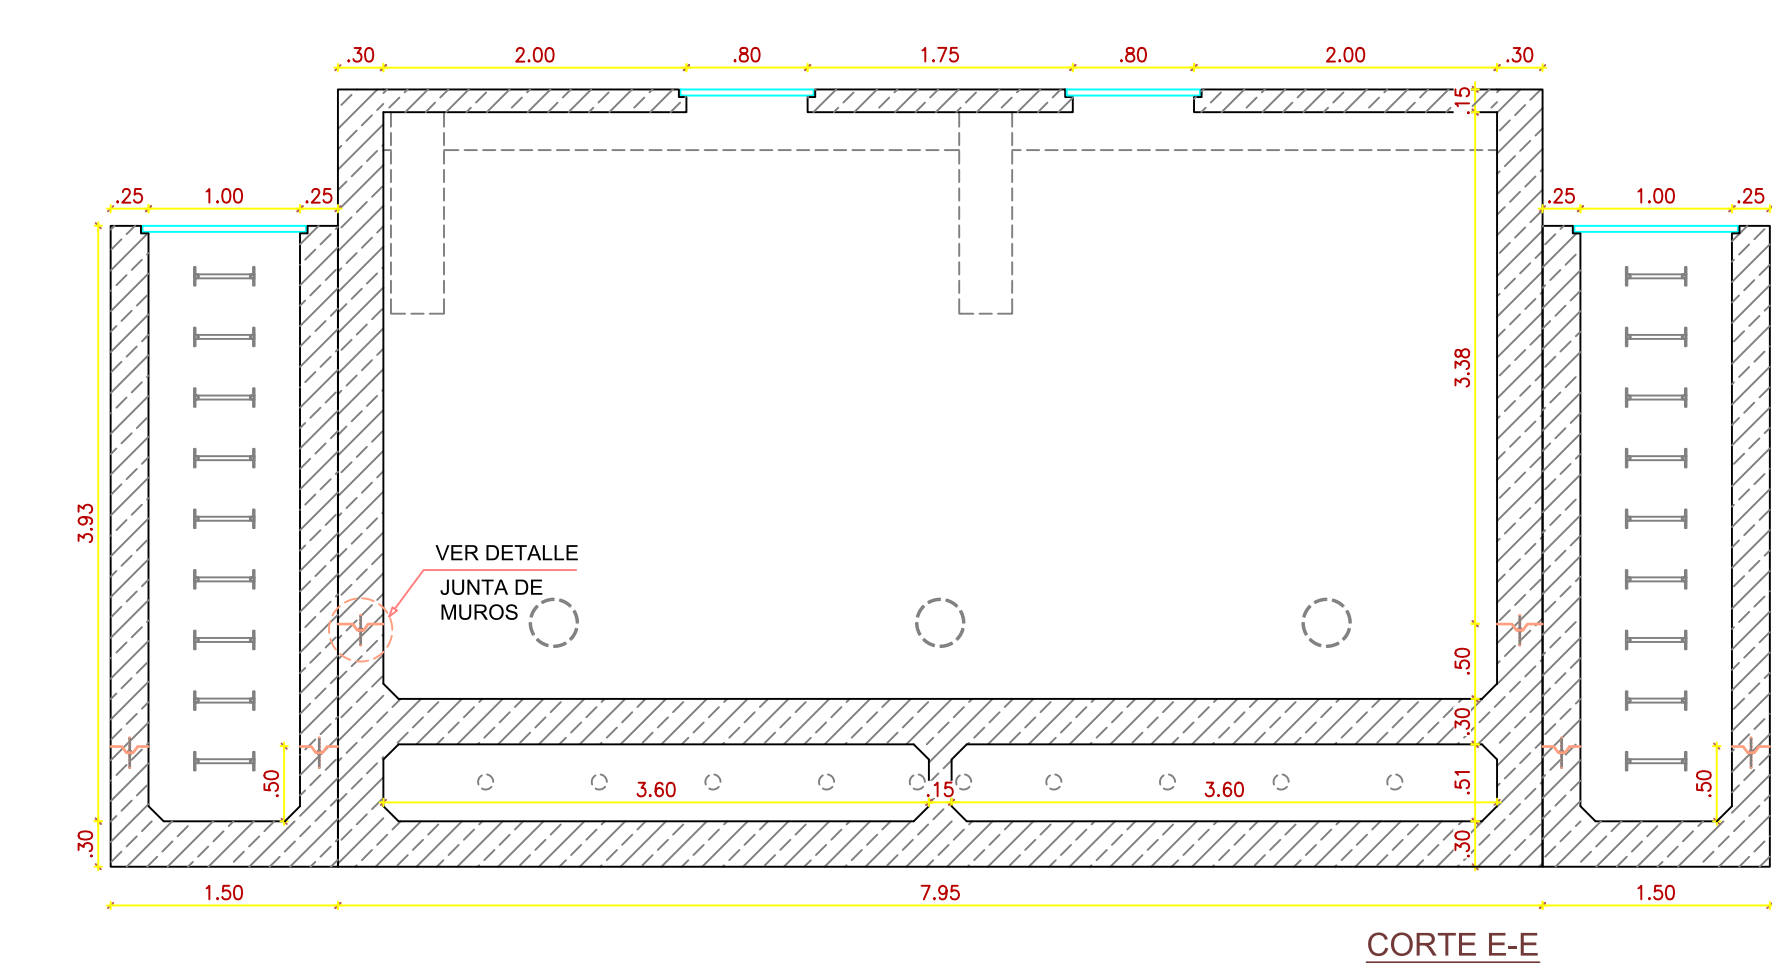 .30 2.00 .80 1.75 .80 2.00 .30
.15
.25 1.00 .25
.25 1.00 .25
3.38
3.93
VER DETALLE
JUNTA DE
MUROS
.50
.30
.50
.51
.50
3.60 .15 3.60
.30
.30
1.50 7.95 1.50
CORTE E-E